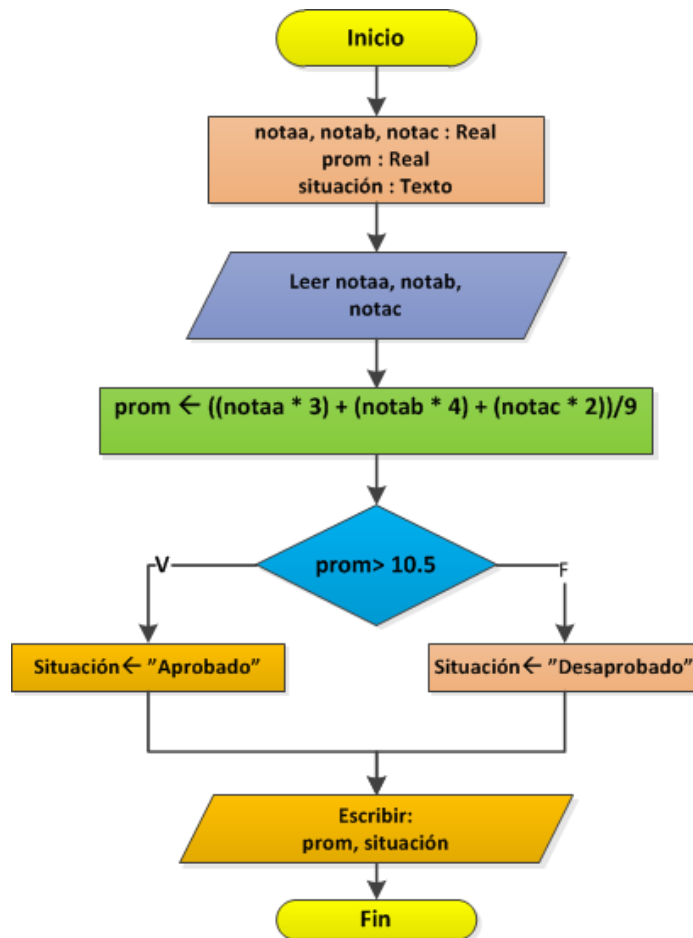 Inicio
notaa, notab, notac : Real
prom : Real
situación : Texto
Leer notaa, notab,
notac
prom ← ((notaa * 3) + (notab * 4) + (notac * 2))/9
prom> 10.5
V
F
Situación← ”Aprobado”
Situación← ”Desaprobado”
Escribir:
prom, situación
Fin